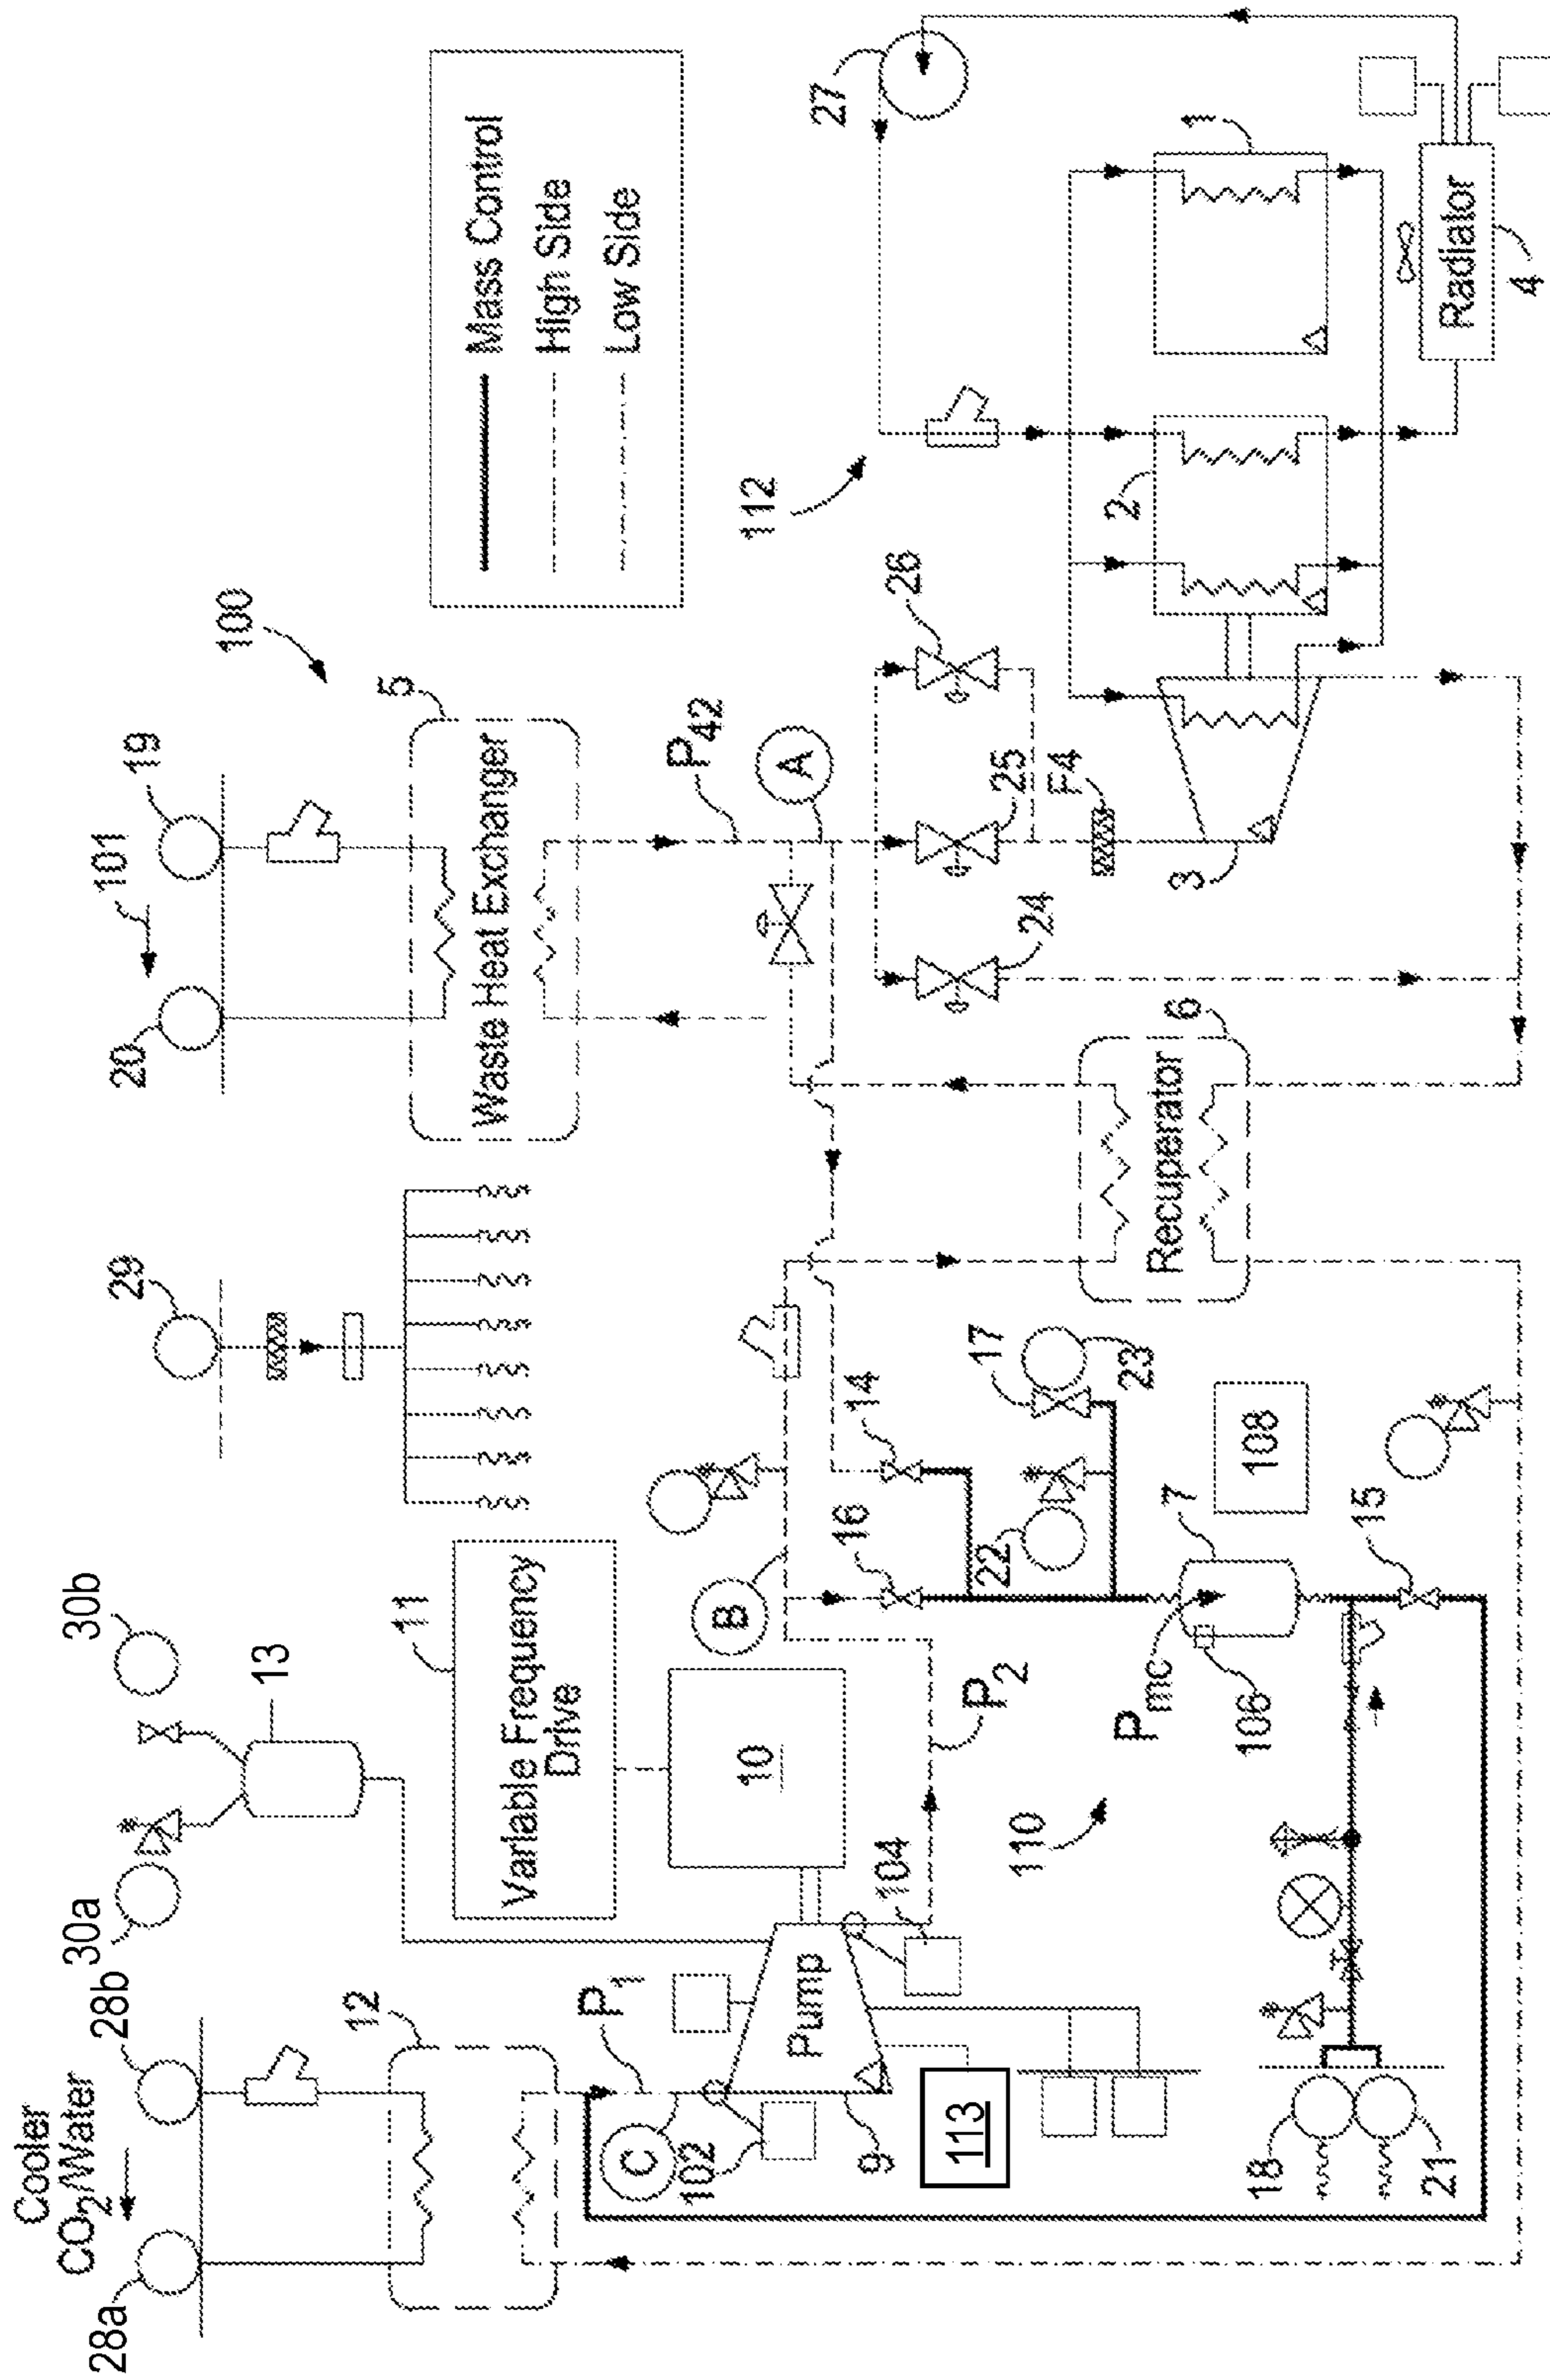 Cooler
CO2/Water
28a
28b
30a
30b
29
20
101
19
100
13
12
11
5
Variable Frequency
Drive
Waste Heat Exchanger
Mass Control
High Side
Low Side
P1
C
102
Pump
10
B
P42
A
112
27
9
104
16
14
24
25
26
113
P2
22
17
23
F4
110
Pmc
106
7
108
Recuperator
6
3
2
1
18
21
15
Radiator
4